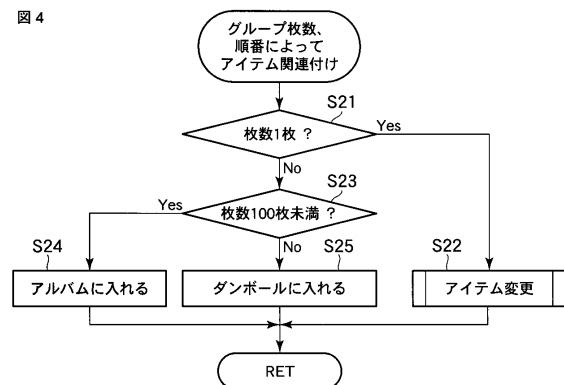 図4
グループ枚数、
順番によって
アイテム関連付け
S21
枚数1枚 ?
Yes
No
S23
枚数100枚未満 ?
Yes
No
S24
アルバムに入れる
S25
ダンボールに入れる
S22
アイテム変更
RET